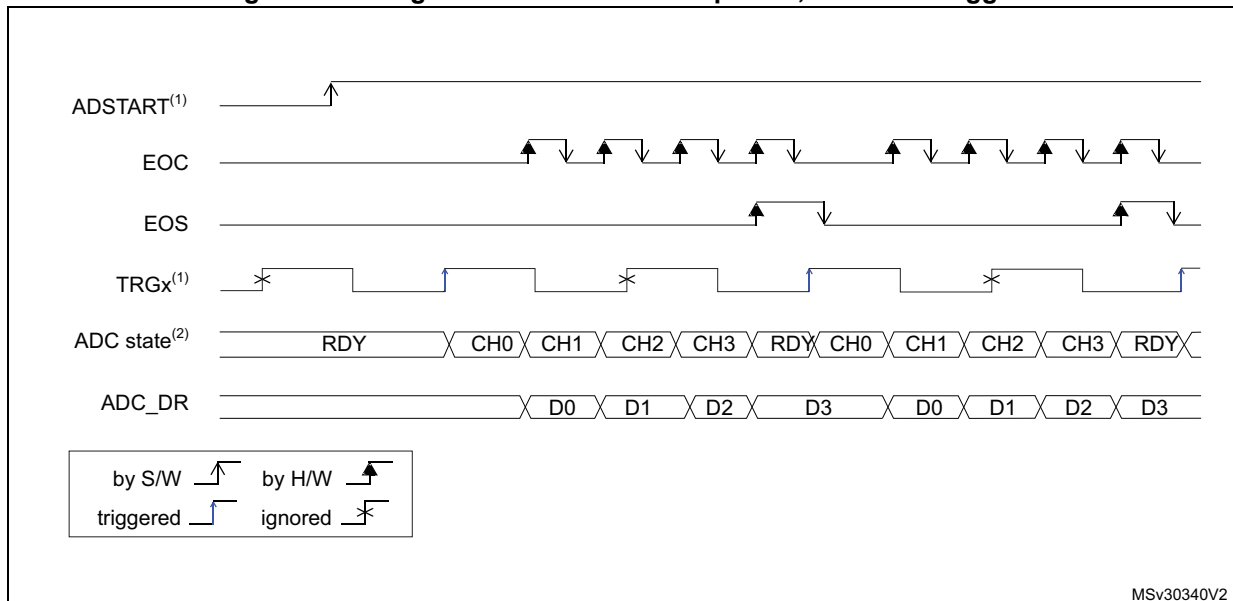 ADSTART(1)
EOC
EOS
TRGx(1)
ADC state(2) RDY CH0 CH1 CH2 CH3 RDY CH0 CH1 CH2 CH3 RDY
ADC_DR D0 D1 D2 D3 D0 D1 D2 D3
by S/W by H/W
triggered ignored
MSv30340V2